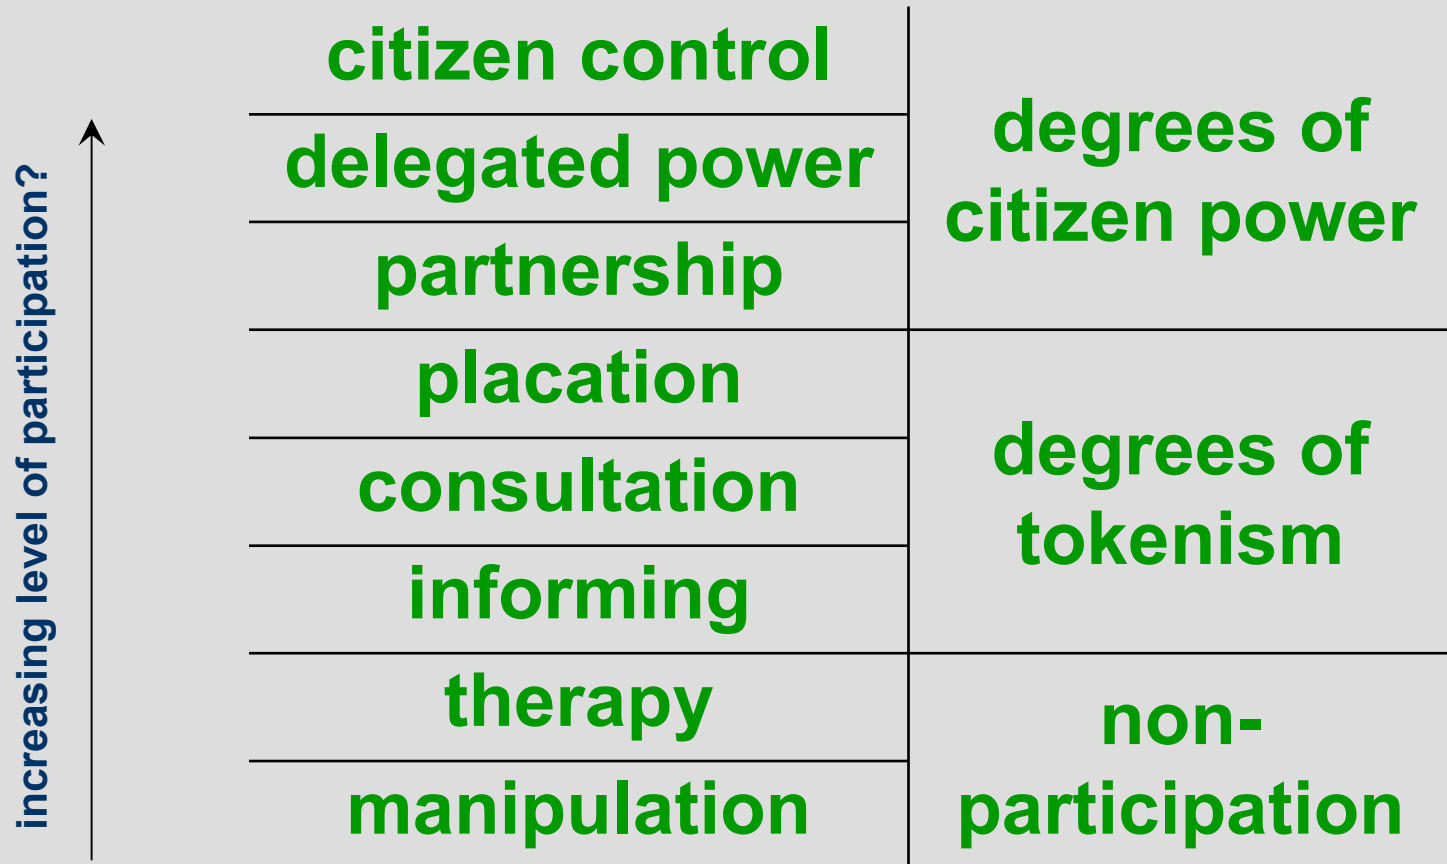 increasing level of participation?
citizen control
delegated power
partnership
degrees of
citizen power
placation
consultation
informing
degrees of
tokenism
therapy
manipulation
non-
participation